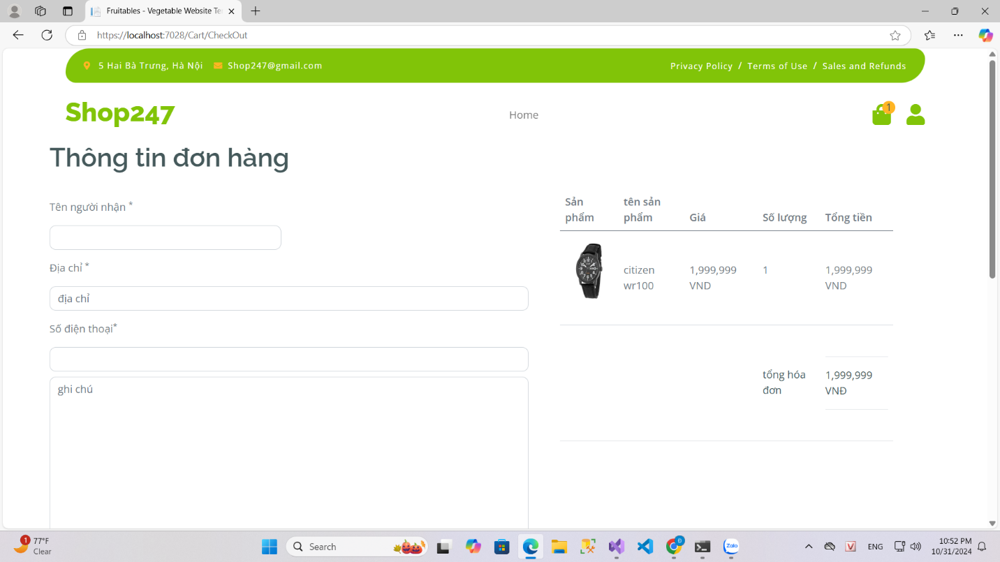 Fruitables - Vegetable Website Te
https://localhost:7028/Cart/CheckOut
5 Hai Bà Trưng, Hà Nội Shop247@gmail.com
Privacy Policy / Terms of Use / Sales and Refunds
Shop247
Home
1
Thông tin đơn hàng
Tên người nhận *
Địa chỉ *
địa chỉ
Số điện thoại*
ghi chú
Sản phẩm
tên sản phẩm
Giá
Số lượng
Tổng tiền
citizen wr100
1,999,999 VND
1
1,999,999 VND
tổng hóa đơn
1,999,999 VNĐ
1
77°F
Clear
Search
Đ
Zalo
V
ENG
10:52 PM
10/31/2024